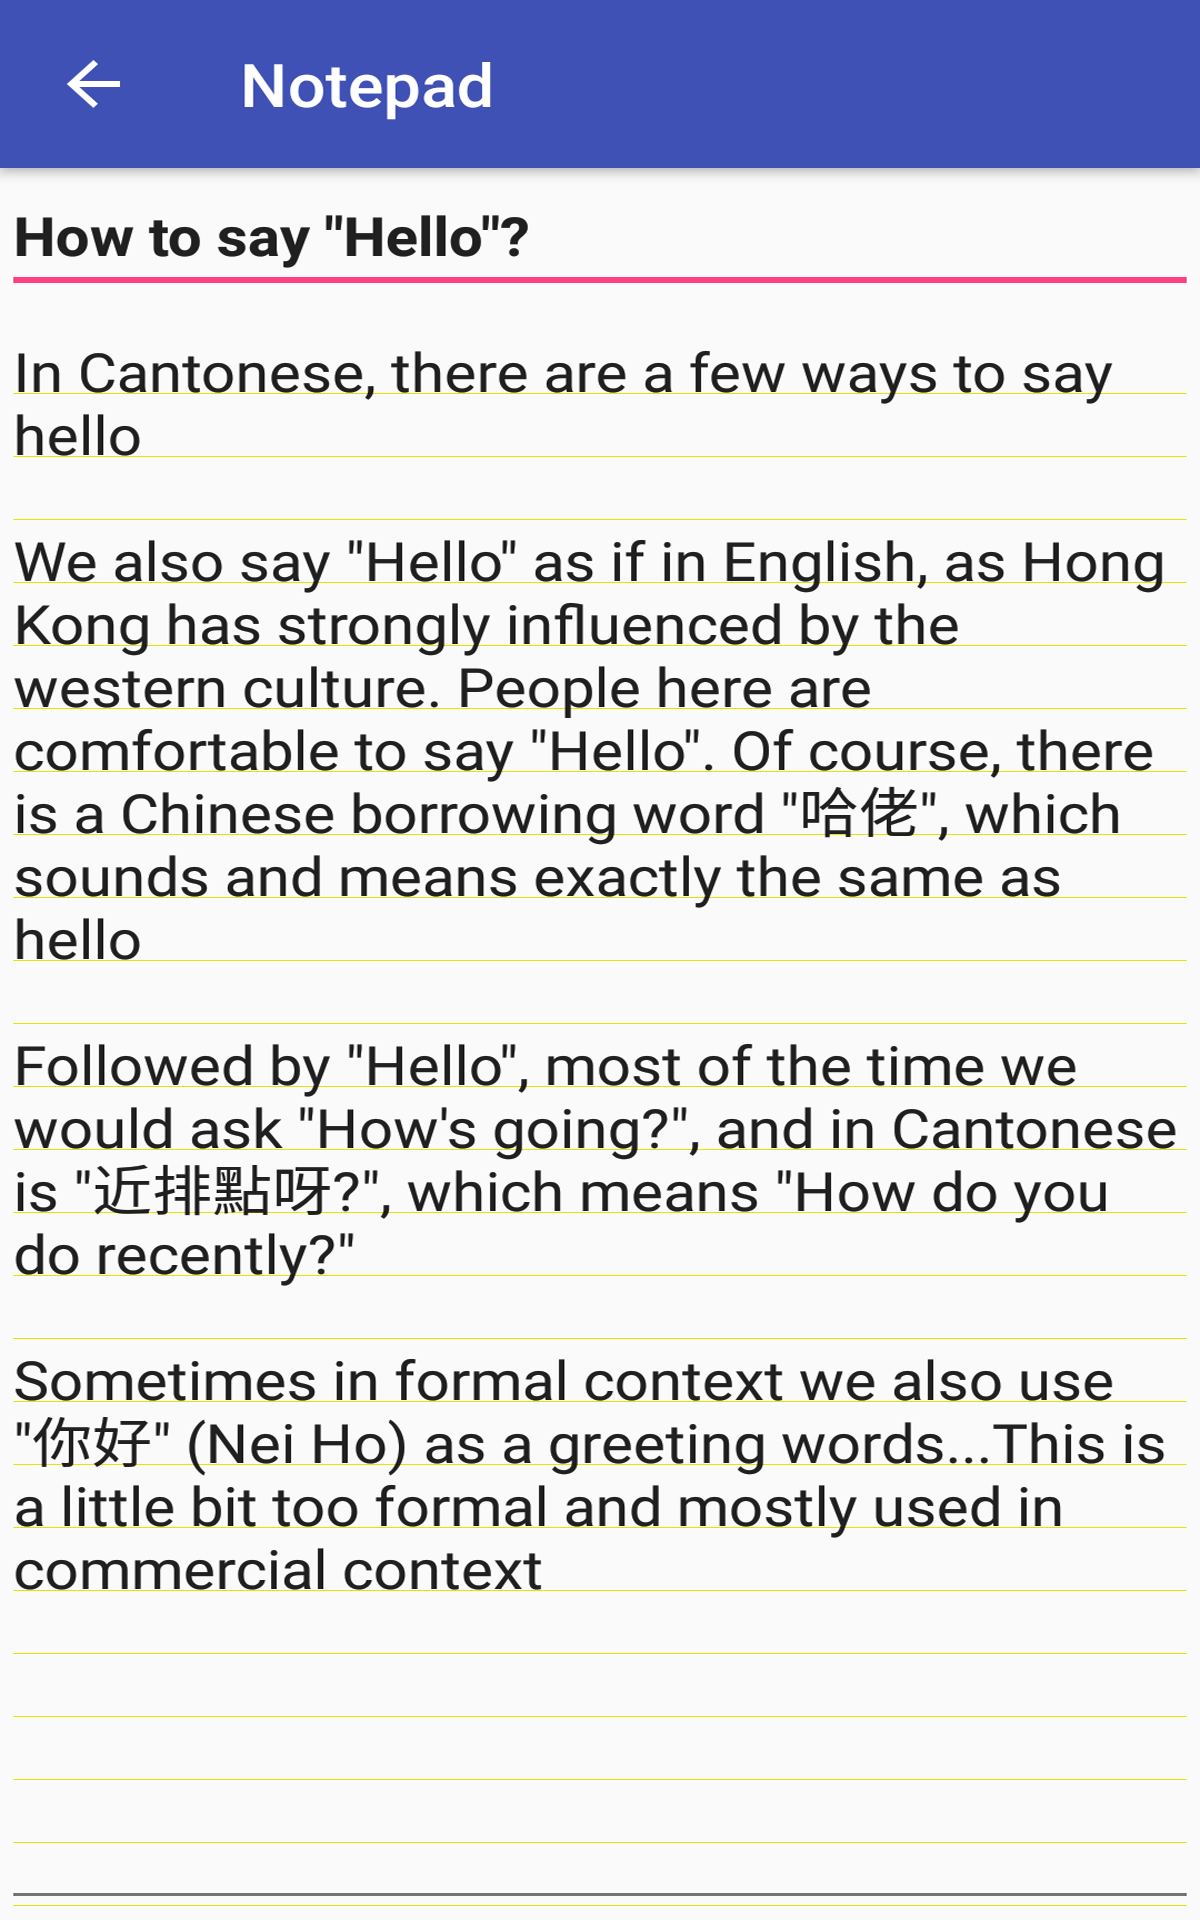 Notepad
How to say "Hello"?
In Cantonese, there are a few ways to say
hello
We also say "Hello" as if in English, as Hong
Kong has strongly influenced by the
western culture. People here are
comfortable to say "Hello". Of course, there
is a Chinese borrowing word "哈佬", which
sounds and means exactly the same as
hello
Followed by "Hello", most of the time we
would ask "How's going?", and in Cantonese
is "近排點呀?", which means "How do you
do recently?"
Sometimes in formal context we also use
"你好" (Nei Ho) as a greeting words...This is
a little bit too formal and mostly used in
commercial context